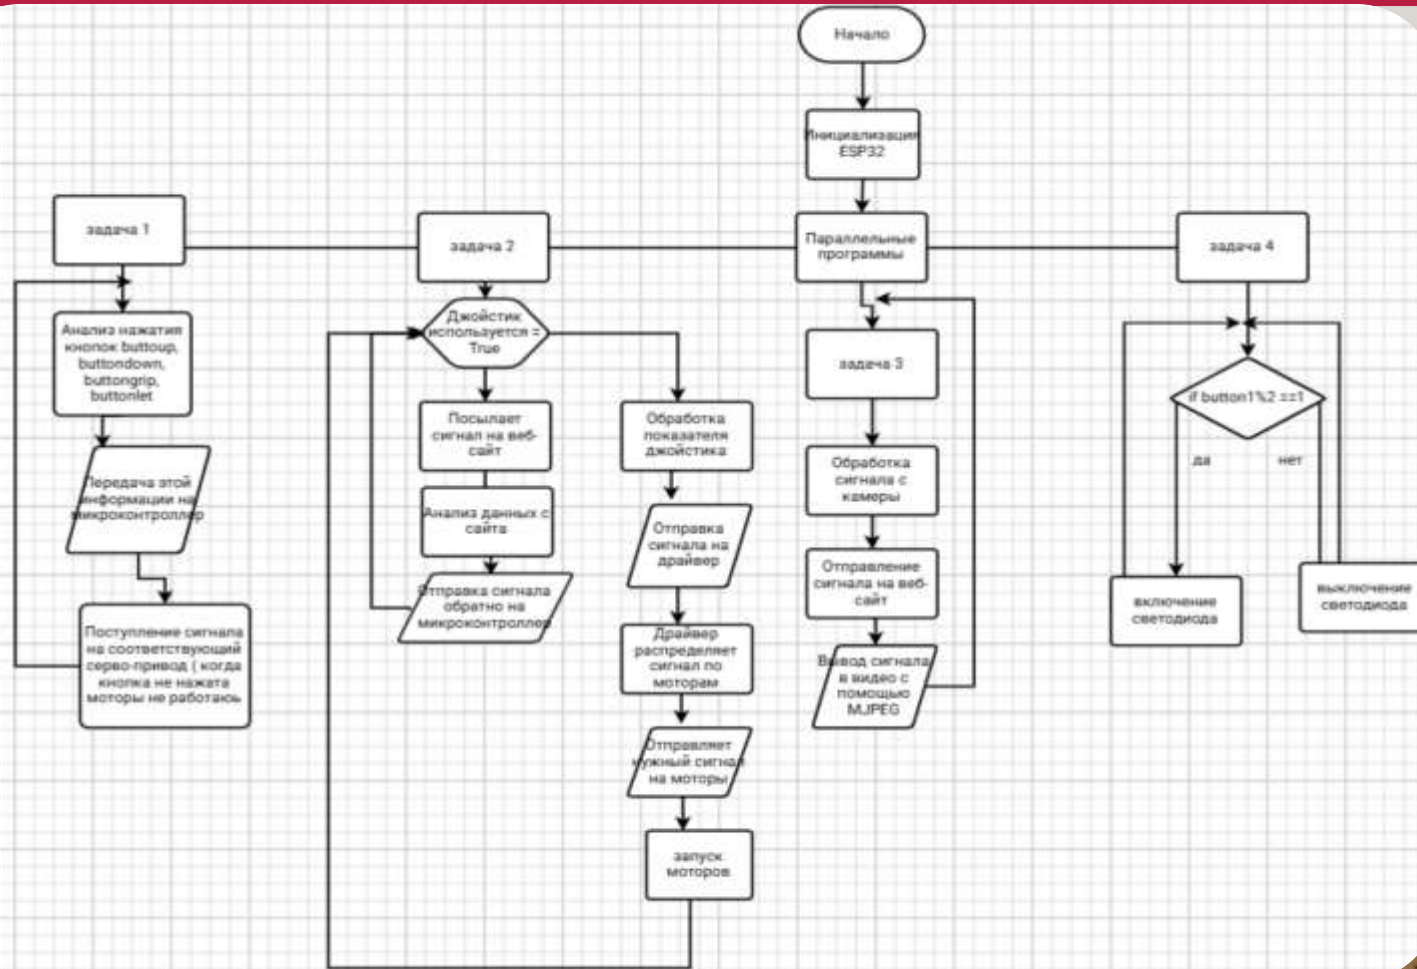 Начало
Инициализация
ESP32
Параллельные
программы
задача 1
Анализ нажатия
кнопок buttoup,
buttondown,
buttongrip,
buttonlet
Передача этой
информации на
микроконтроллер
Поступление сигнала
на соответствующий
серво-привод ( когда
кнопка не нажата
моторы не работаюь
задача 2
Джойстик
используется =
True
Посылает
сигнал на веб-
сайт
Анализ данных с
сайта
Отправка сигнала
обратно на
микроконтроллер
Обработка
показателя
джойстика
Отправка
сигнала на
драйвер
Драйвер
распределяет
сигнал по
моторам
Отправляет
нужный сигнал
на моторы
запуск
моторов
задача 3
Обработка
сигнала с
камеры
Отправление
сигнала на веб-
сайт
Вывод сигнала
в видео с
помощью
MJPEG
задача 4
if button1%2 ==1
да
нет
включение
светодиода
выключение
светодиода